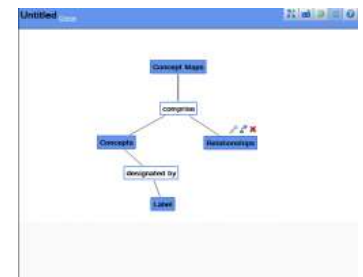 Untitled
Concept Maps
comprise
Concepts
Relationships
designated by
Label